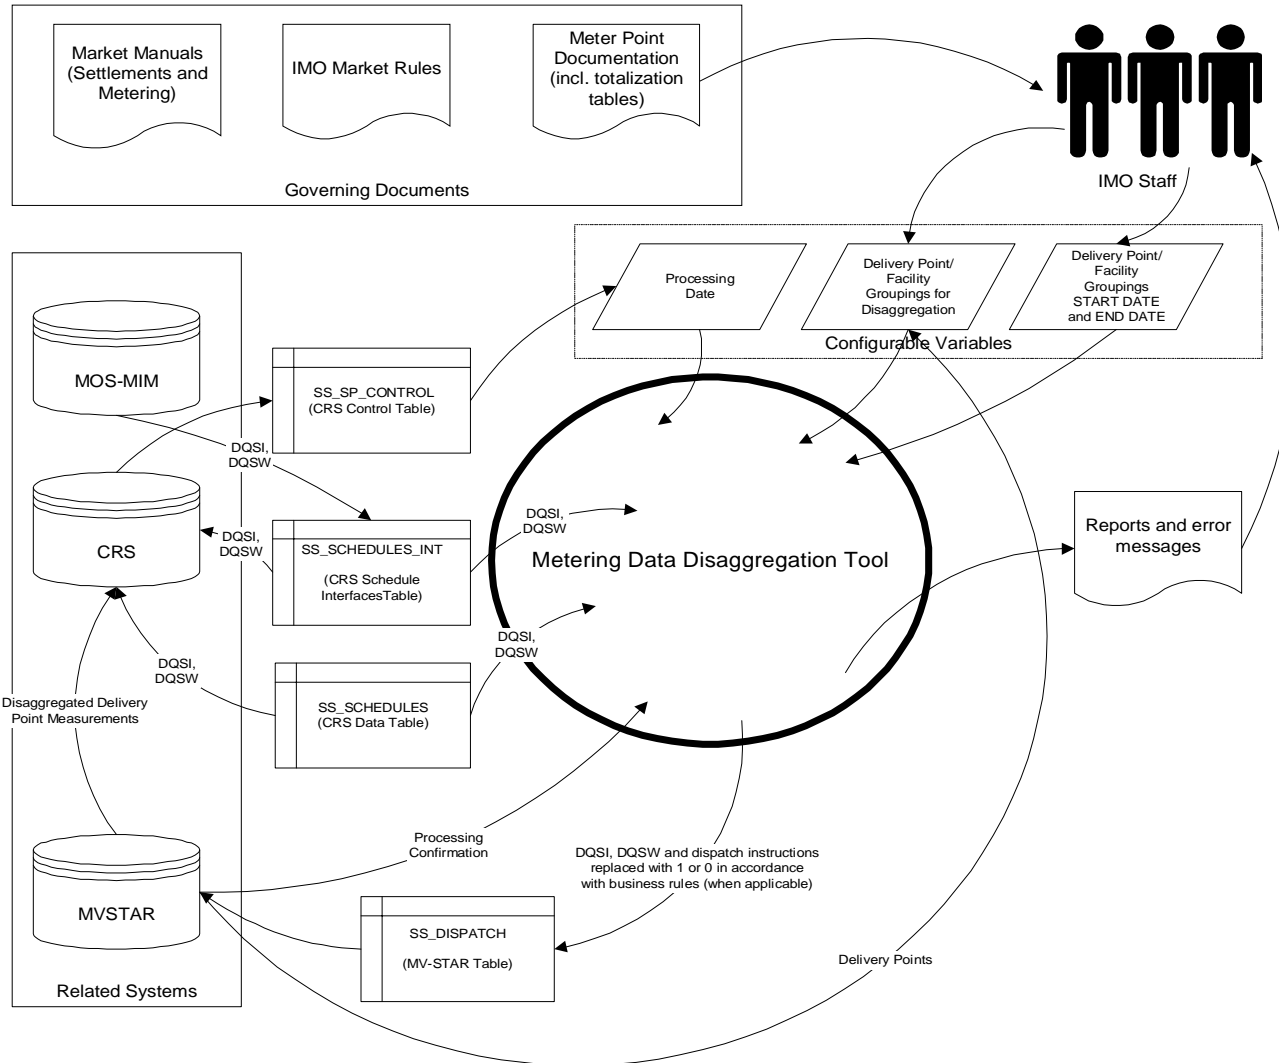 Market Manuals
(Settlements and
Metering)
IMO Market Rules
Meter Point
Documentation
(incl. totalization
tables)
Governing Documents
IMO Staff
Processing
Date
Delivery Point/
Facility
Groupings for
Disaggregation
Delivery Point/
Facility
Groupings
START DATE
and END DATE
Configurable Variables
MOS-MIM
SS_SP_CONTROL
(CRS Control Table)
DQSI,
DQSW
CRS
DQSI,
DQSW
SS_SCHEDULES_INT
(CRS Schedule
InterfacesTable)
DQSI,
DQSW
Metering Data Disaggregation Tool
Reports and error
messages
DQSI,
DQSW
DQSI,
DQSW
SS_SCHEDULES
(CRS Data Table)
Disaggregated Delivery
Point Measurements
Processing
Confirmation
DQSI, DQSW and dispatch instructions
replaced with 1 or 0 in accordance
with business rules (when applicable)
MVSTAR
SS_DISPATCH
(MV-STAR Table)
Delivery Points
Related Systems